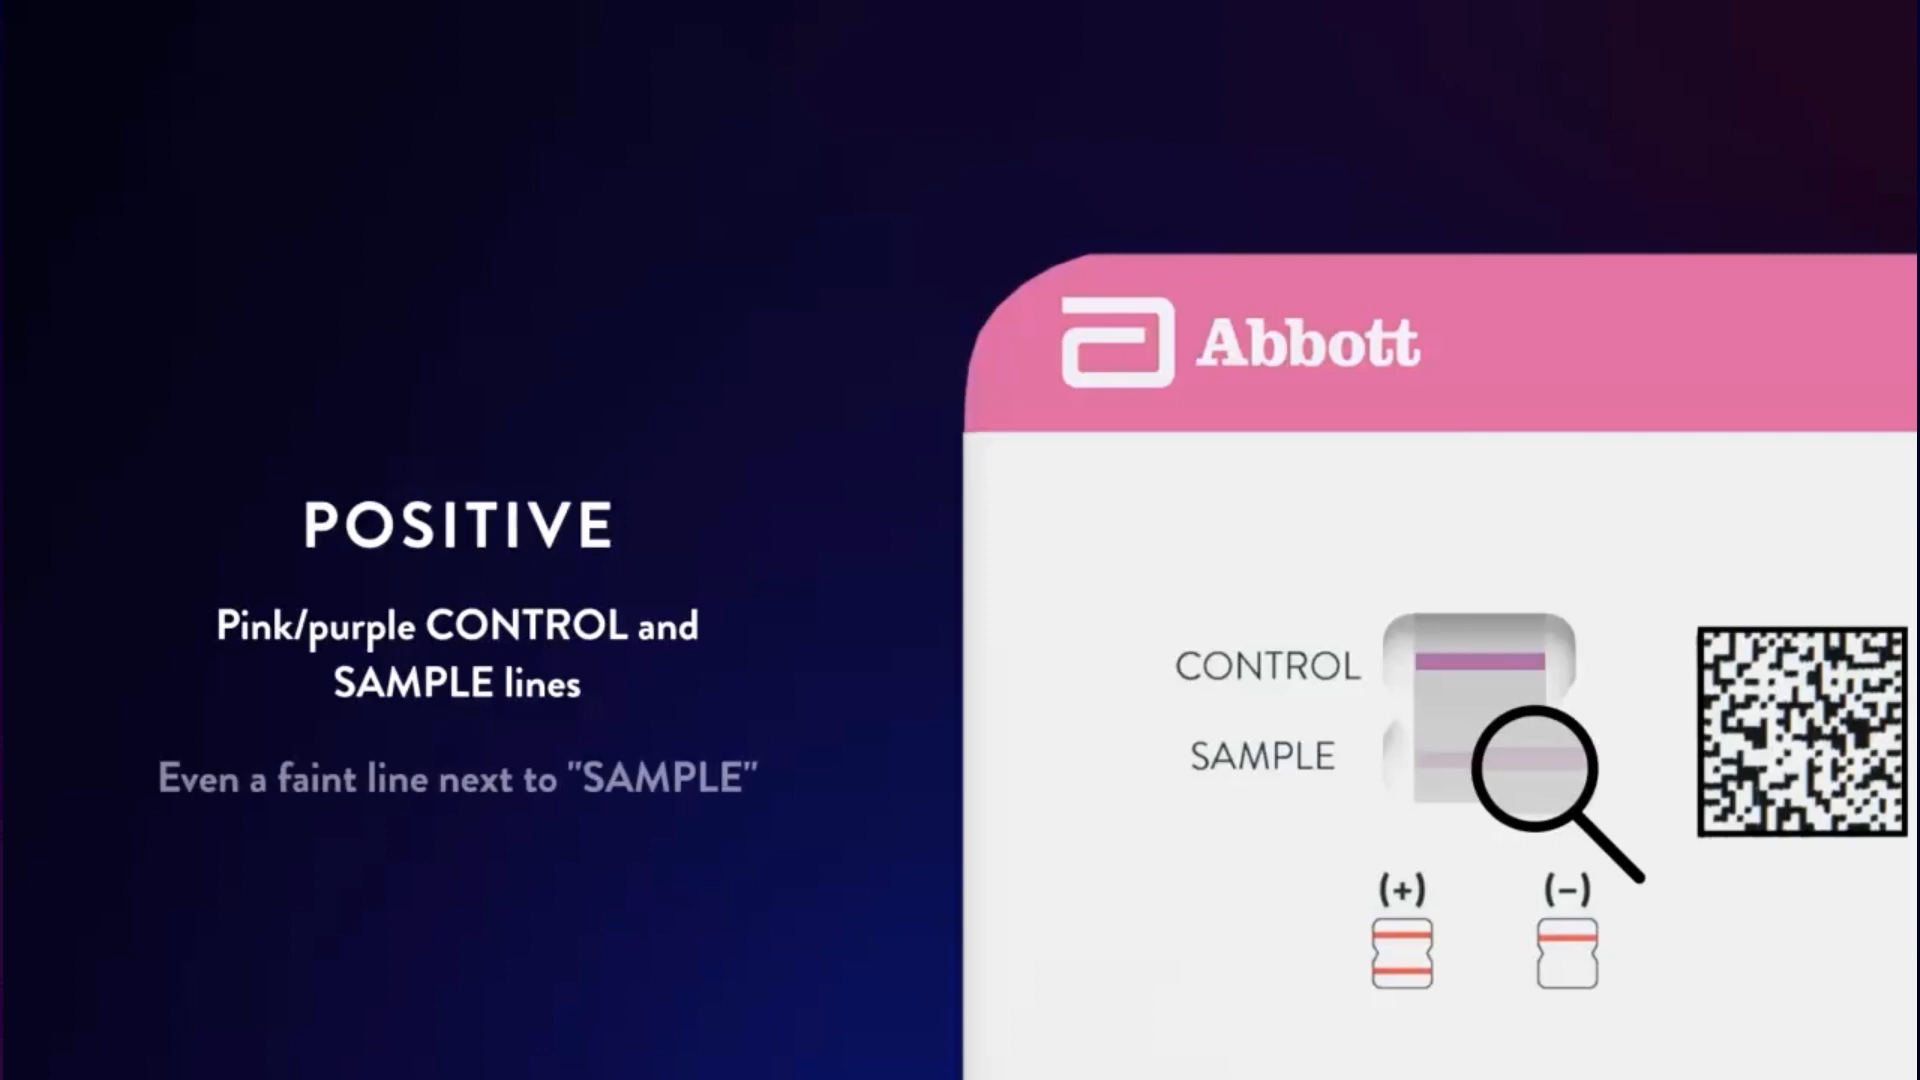 POSITIVE
Pink/purple CONTROL and
SAMPLE lines
Even a faint line next to "SAMPLE"
Abbott
CONTROL
SAMPLE
(+) (−)